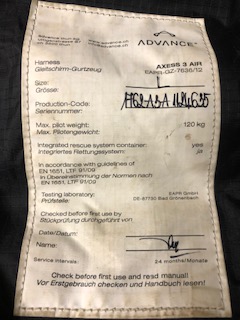 ADVANCE
Harness AXESS 3 AIR
Gleitschirm-Gurtzeug EAPR-GZ-7636/12
Size:
Größe: L
Production-Code:
Seriennummer:
Max. pilot weight: 120 kg
Max. Pilotengewicht:
Integrated rescue system container: yes
Integriertes Rettungssystem: ja
In accordance with guidelines of
EN 1651, LTF 91/09
in Übereinstimmung der Normen nach
EN 1651, LTF 91/09
Testing laboratory: EAPR GmbH
Prüfstelle: DE-87730 Bad Grönenbach
Checked before first use by
Stückprüfung durchgeführt von
Date/Datum:
Name:
Service intervals: 24 months/Monate
Check before first use and read manual!
Vor Erstgebrauch checken und Handbuch lesen!